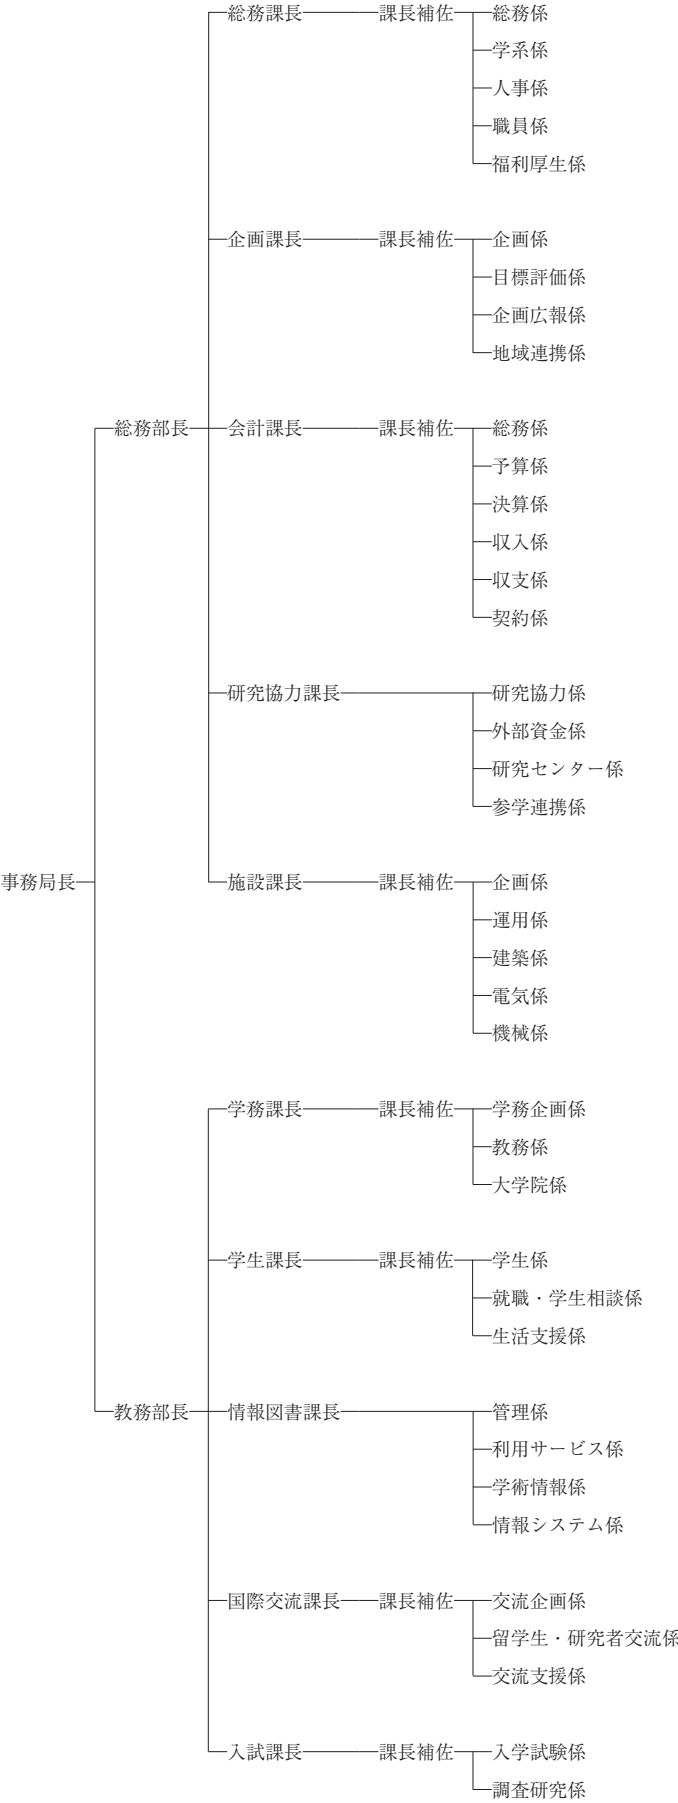 総務課長 課長補佐 総務係
学系係
人事係
職員係
福利厚生係
企画課長 課長補佐 企画係
目標評価係
企画広報係
地域連携係
総務部長 会計課長 課長補佐 総務係
予算係
決算係
収入係
収支係
契約係
研究協力課長 研究協力係
外部資金係
研究センター係
参学連携係
事務局長 施設課長 課長補佐 企画係
運用係
建築係
電気係
機械係
学務課長 課長補佐 学務企画係
教務係
大学院係
学生課長 課長補佐 学生係
就職・学生相談係
生活支援係
教務部長 情報図書課長 管理係
利用サービス係
学術情報係
情報システム係
国際交流課長 課長補佐 交流企画係
留学生・研究者交流係
交流支援係
入試課長 課長補佐 入学試験係
調査研究係